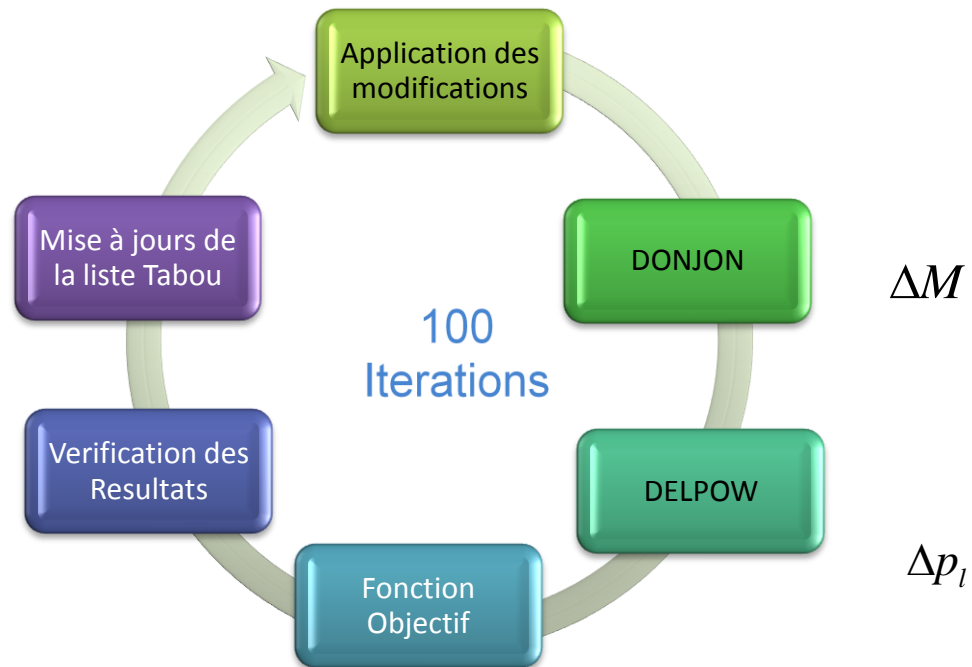 Application des
modifications
DONJON
ΔM
DELPOW
Δp_l
Fonction
Objectif
Verification des
Resultats
Mise à jours de
la liste Tabou
100
Iterations